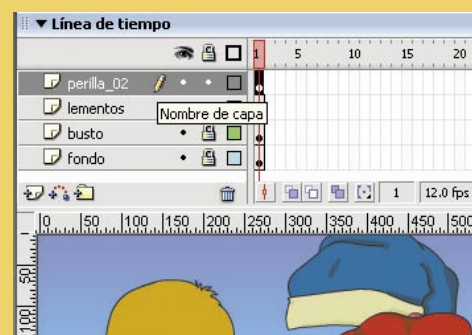 Línea de tiempo
1 5 10 15 20
perilla_02
lementos
Nombre de capa
busto
fondo
1 12.0 fps
0 50 100 150 200 250 300 350 400 450 500
50
100